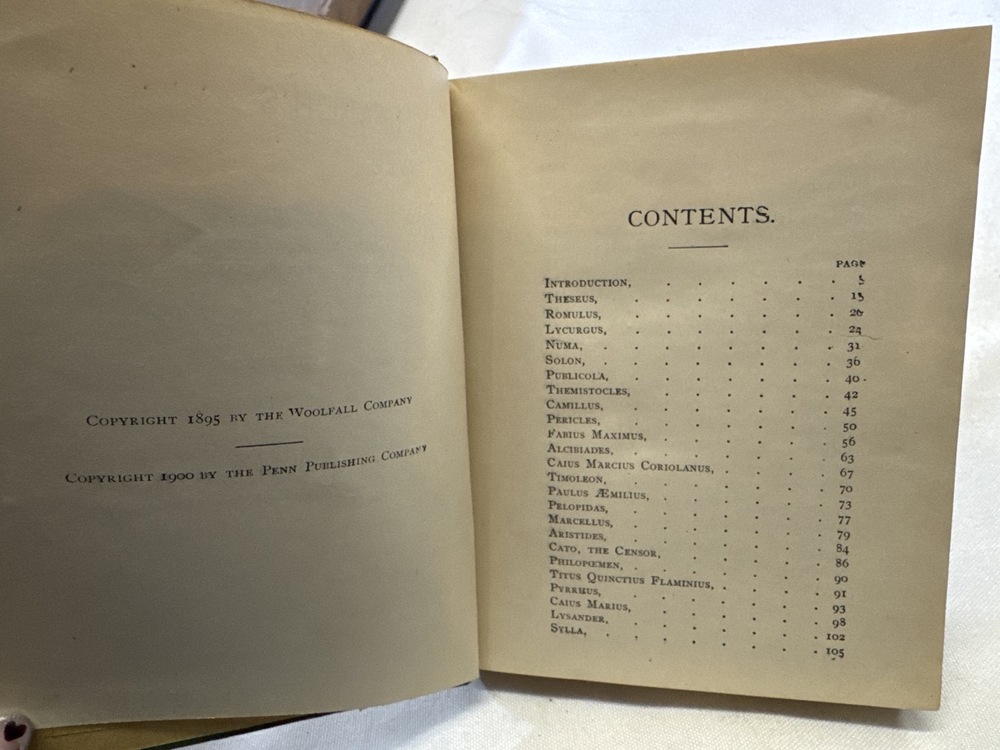 COPYRIGHT 1895 BY THE WOOLFALL COMPANY
COPYRIGHT 1900 BY THE PENN PUBLISHING COMPANY
CONTENTS.
PAGE
INTRODUCTION, . . . . . 5
THESEUS, . . . . . . 13
ROMULUS, . . . . . . . 20
LYCURGUS, . . . . . . . 24
NUMA, . . . . . . . . 31
SOLON, . . . . . . . . 36
PUBLICOLA, . . . . . . . 40
THEMISTOCLES, . . . . . . 42
CAMILLUS, . . . . . . . 45
PERICLES, . . . . . . . 50
FABIUS MAXIMUS, . . . . . . 56
ALCIBIADES, . . . . . . . 63
CAIUS MARCIUS CORIOLANUS, . . . . 67
TIMOLEON, . . . . . . . 70
PAULUS ÆMILIUS, . . . . . . 73
PELOPIDAS, . . . . . . . 77
MARCELLUS, . . . . . . . 79
ARISTIDES, . . . . . . . 84
CATO, THE CENSOR, . . . . . 86
PHILOPŒMEN, . . . . . . . 90
TITUS QUINCTIUS FLAMINIUS, . . . . 91
PYRRHUS, . . . . . . . 93
CAIUS MARIUS, . . . . . . 98
LYSANDER, . . . . . . . 102
SYLLA, . . . . . . . . 105